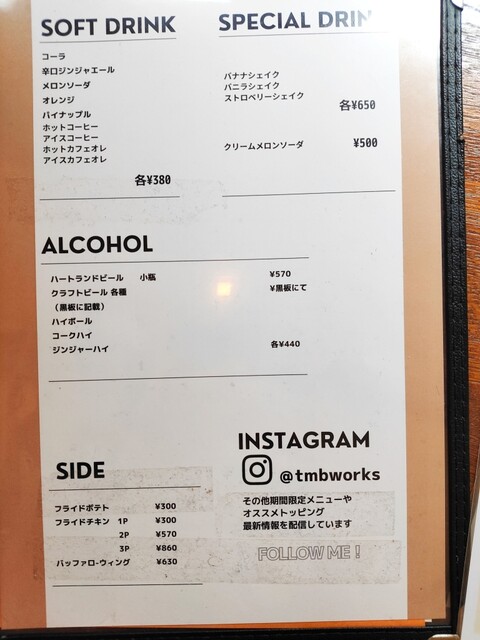 SOFT DRINK
コーラ
辛口ジンジャエール
メロンソーダ
オレンジ
パイナップル
ホットコーヒー
アイスコーヒー
ホットカフェオレ
アイスカフェオレ
各¥380
SPECIAL DRIN
バナナシェイク
バニラシェイク
ストロベリーシェイク
各¥650
クリームメロンソーダ ¥500
ALCOHOL
ハートランドビール 小瓶 ¥570
クラフトビール 各種 ¥黒板にて
（黒板に記載）
ハイボール
コークハイ
ジンジャーハイ 各¥440
SIDE
フライドポテト ¥300
フライドチキン 1P ¥300
2P ¥570
3P ¥860
バッファロ-ウィング ¥630
INSTAGRAM
@tmbworks
その他期間限定メニューや
オススメトッピング
最新情報を配信しています
FOLLOW ME !